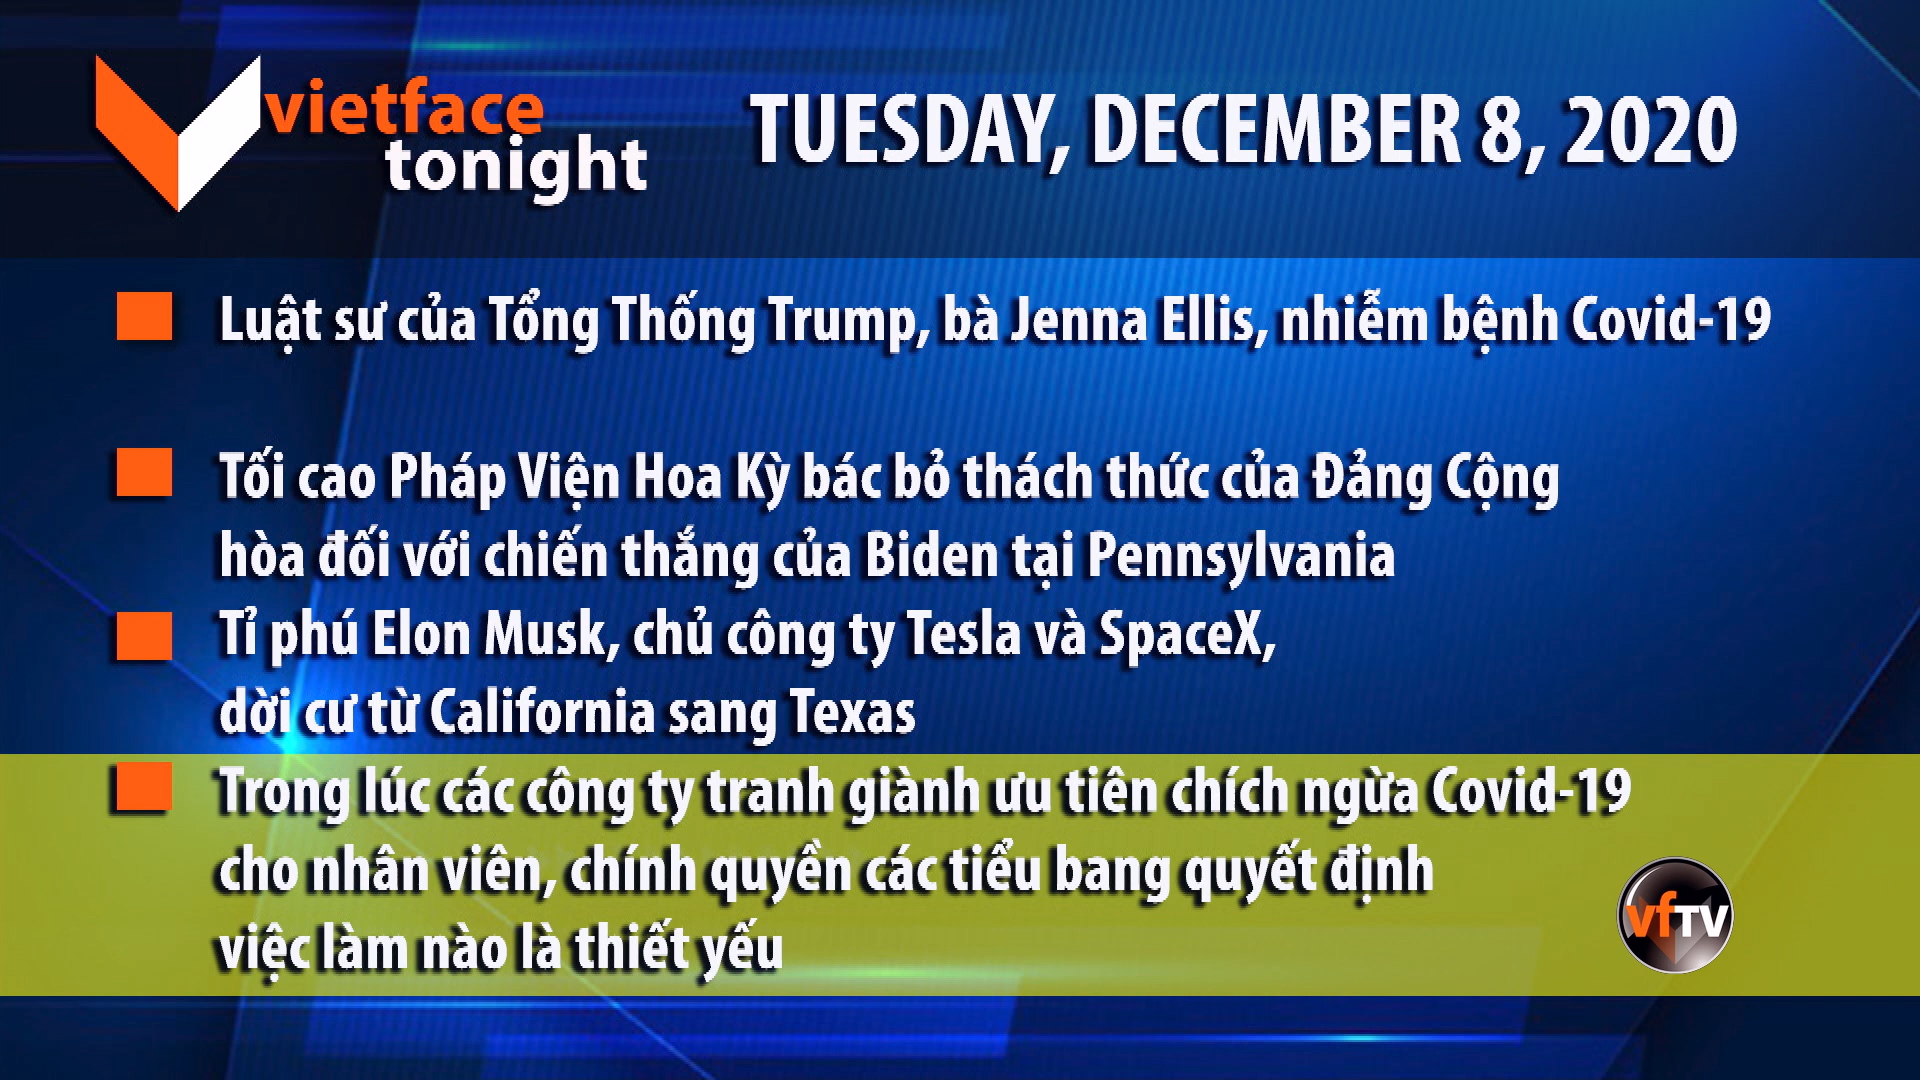 vietface
tonight
TUESDAY, DECEMBER 8, 2020
Luật sư của Tổng Thống Trump, bà Jenna Ellis, nhiễm bệnh Covid-19
Tối cao Pháp Viện Hoa Kỳ bác bỏ thách thức của Đảng Cộng
hòa đối với chiến thắng của Biden tại Pennsylvania
Tỉ phú Elon Musk, chủ công ty Tesla và SpaceX,
dời cư từ California sang Texas
Trong lúc các công ty tranh giành ưu tiên chích ngừa Covid-19
cho nhân viên, chính quyền các tiểu bang quyết định
việc làm nào là thiết yếu
vfTV